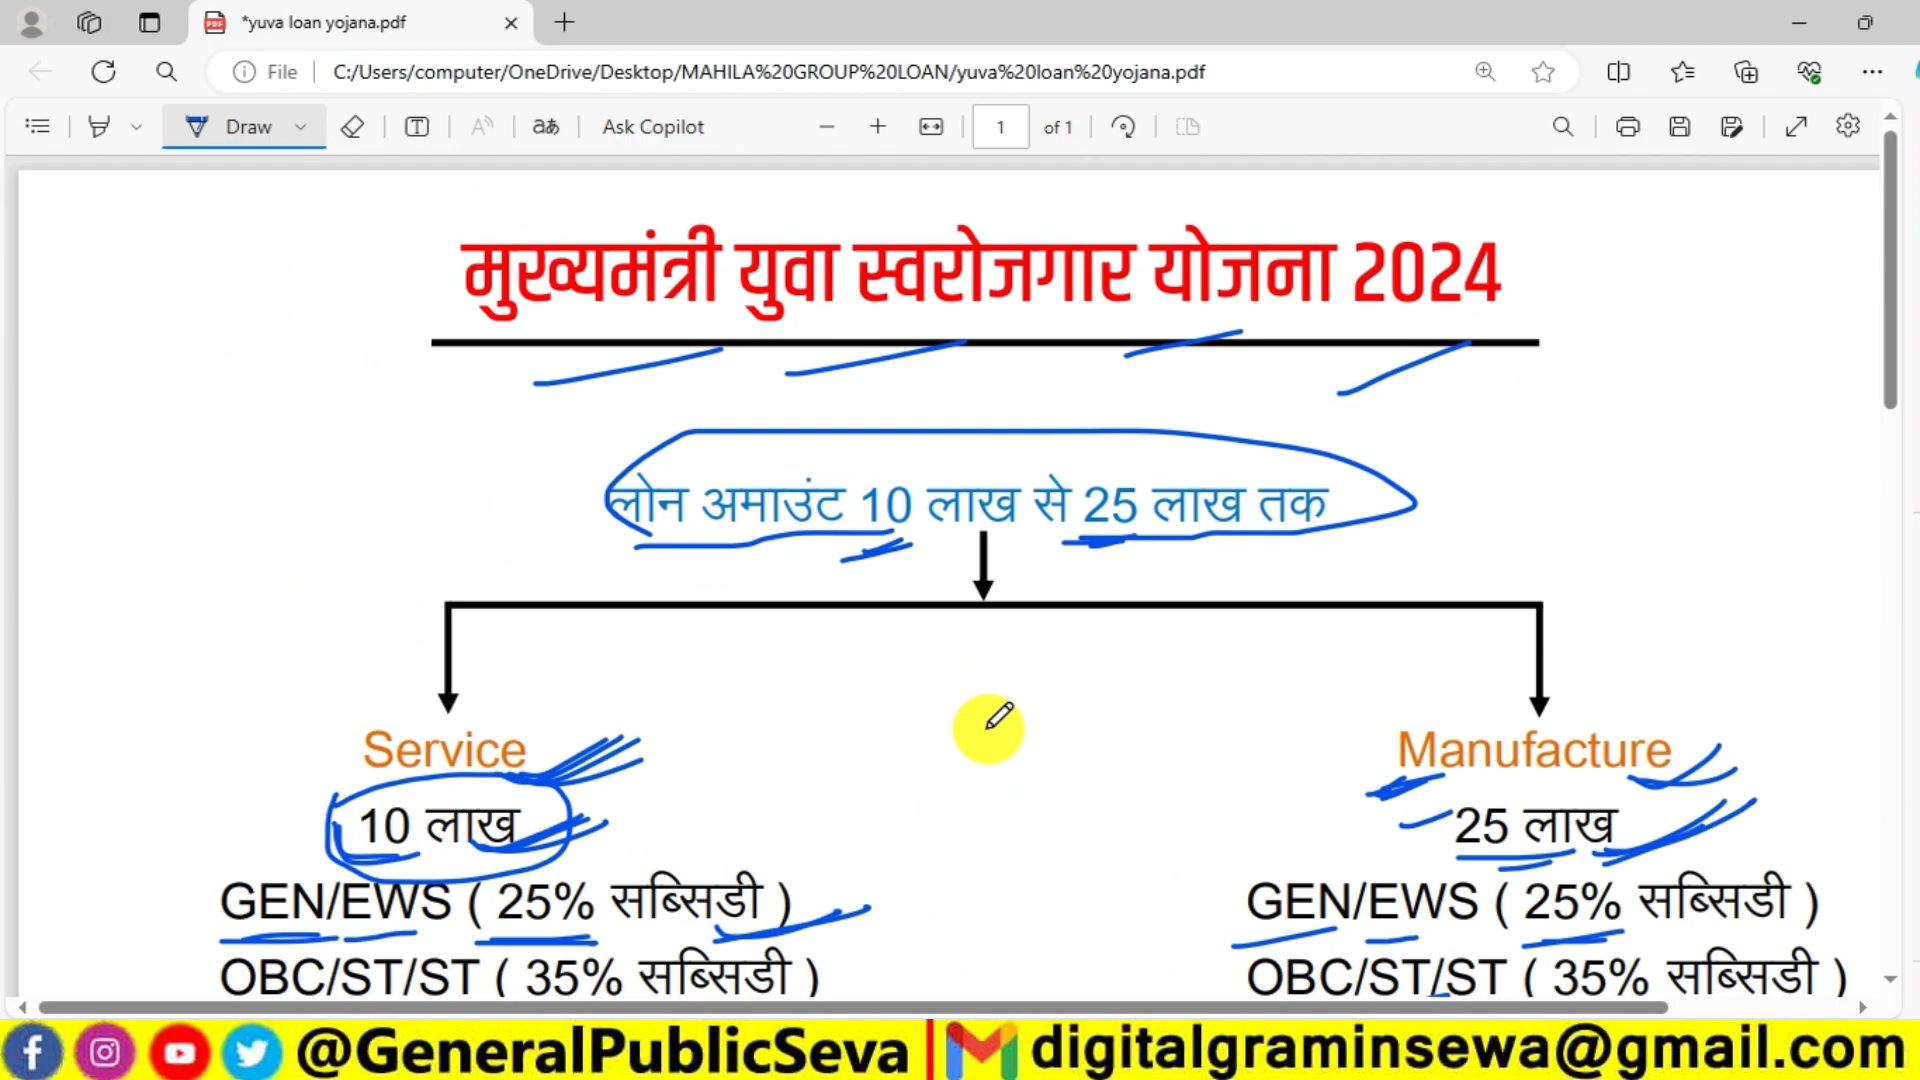 *yuva loan yojana.pdf
File C:/Users/computer/OneDrive/Desktop/MAHILA%20GROUP%20LOAN/yuva%20loan%20yojana.pdf
Draw
Ask Copilot
1 of 1
मुख्यमंत्री युवा स्वरोजगार योजना 2024
लोन अमाउंट 10 लाख से 25 लाख तक
Service
10 लाख
GEN/EWS ( 25% सब्सिडी )
OBC/ST/ST ( 35% सब्सिडी )
Manufacture
25 लाख
GEN/EWS ( 25% सब्सिडी )
OBC/ST/ST ( 35% सब्सिडी )
@GeneralPublicSeva
digitalgraminsewa@gmail.com